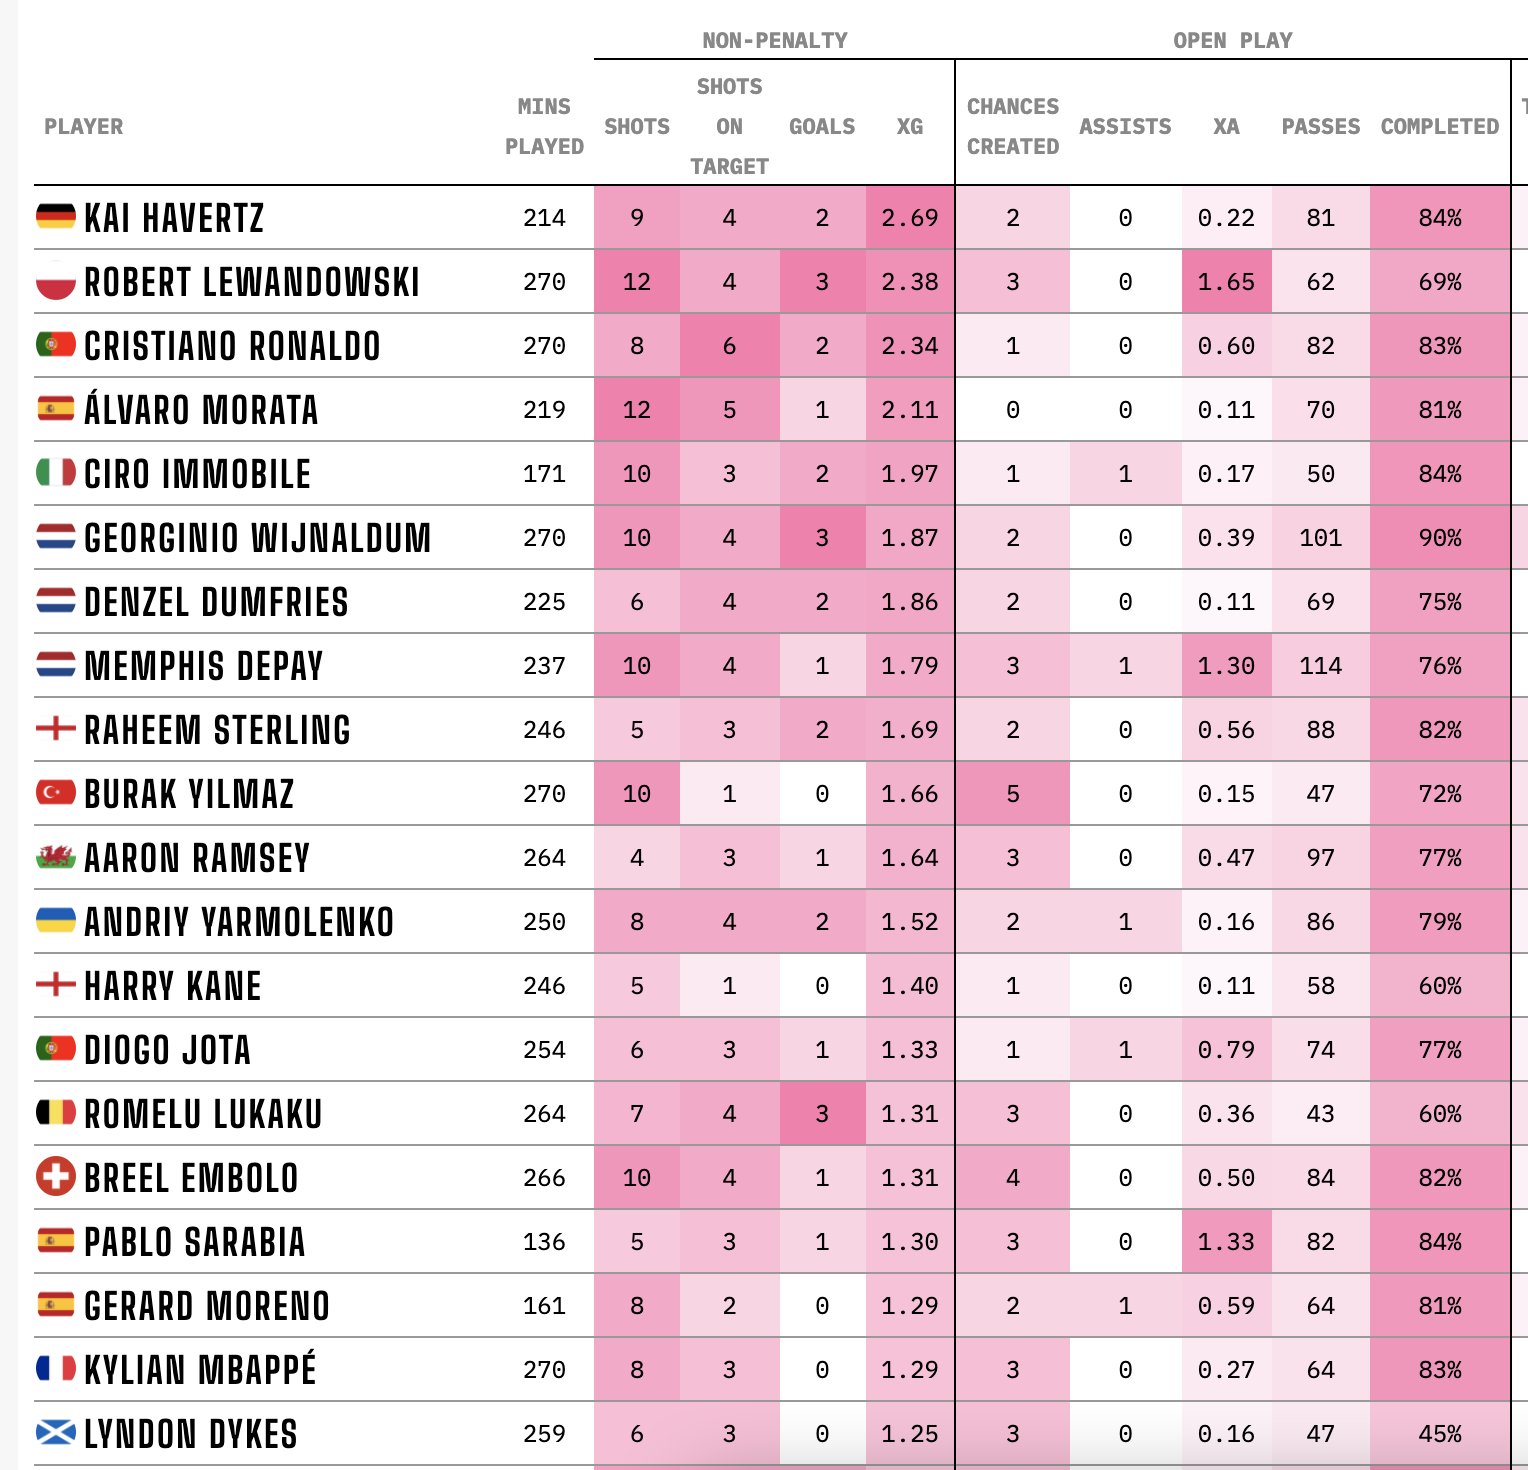 NON-PENALTY OPEN PLAY
PLAYER MINS PLAYED SHOTS SHOTS ON TARGET GOALS XG CHANCES CREATED ASSISTS XA PASSES COMPLETED
KAI HAVERTZ 214 9 4 2 2.69 2 0 0.22 81 84%
ROBERT LEWANDOWSKI 270 12 4 3 2.38 3 0 1.65 62 69%
CRISTIANO RONALDO 270 8 6 2 2.34 1 0 0.60 82 83%
ÁLVARO MORATA 219 12 5 1 2.11 0 0 0.11 70 81%
CIRO IMMOBILE 171 10 3 2 1.97 1 1 0.17 50 84%
GEORGINIO WIJNALDUM 270 10 4 3 1.87 2 0 0.39 101 90%
DENZEL DUMFRIES 225 6 4 2 1.86 2 0 0.11 69 75%
MEMPHIS DEPAY 237 10 4 1 1.79 3 1 1.30 114 76%
RAHEEM STERLING 246 5 3 2 1.69 2 0 0.56 88 82%
BURAK YILMAZ 270 10 1 0 1.66 5 0 0.15 47 72%
AARON RAMSEY 264 4 3 1 1.64 3 0 0.47 97 77%
ANDRIY YARMOLENKO 250 8 4 2 1.52 2 1 0.16 86 79%
HARRY KANE 246 5 1 0 1.40 1 0 0.11 58 60%
DIOGO JOTA 254 6 3 1 1.33 1 1 0.79 74 77%
ROMELU LUKAKU 264 7 4 3 1.31 3 0 0.36 43 60%
BREEL EMBOLO 266 10 4 1 1.31 4 0 0.50 84 82%
PABLO SARABIA 136 5 3 1 1.30 3 0 1.33 82 84%
GERARD MORENO 161 8 2 0 1.29 2 1 0.59 64 81%
KYLIAN MBAPPÉ 270 8 3 0 1.29 3 0 0.27 64 83%
LYNDON DYKES 259 6 3 0 1.25 3 0 0.16 47 45%